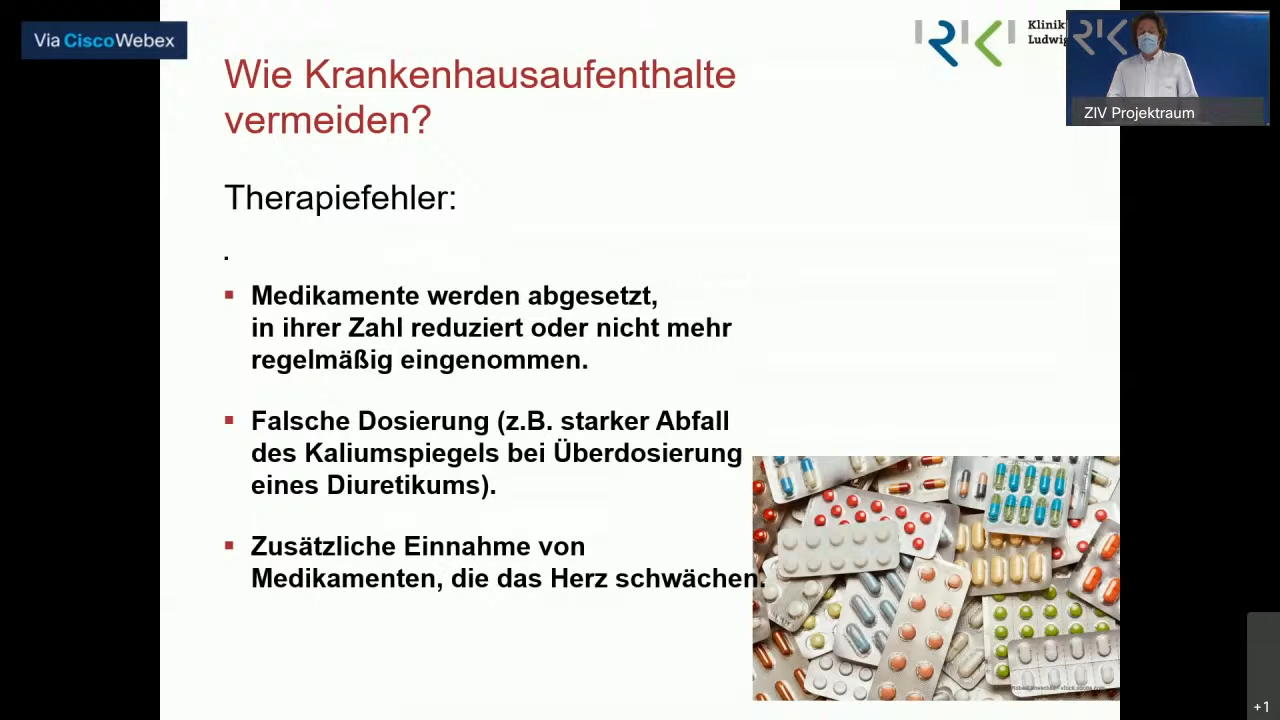 Via Cisco Webex
Klinik
Ludwig
ZIV Projektraum
Wie Krankenhausaufenthalte
vermeiden?
Therapiefehler:
▪ Medikamente werden abgesetzt,
in ihrer Zahl reduziert oder nicht mehr
regelmäßig eingenommen.
▪ Falsche Dosierung (z.B. starker Abfall
des Kaliumspiegels bei Überdosierung
eines Diuretikums).
▪ Zusätzliche Einnahme von
Medikamenten, die das Herz schwächen.
+1